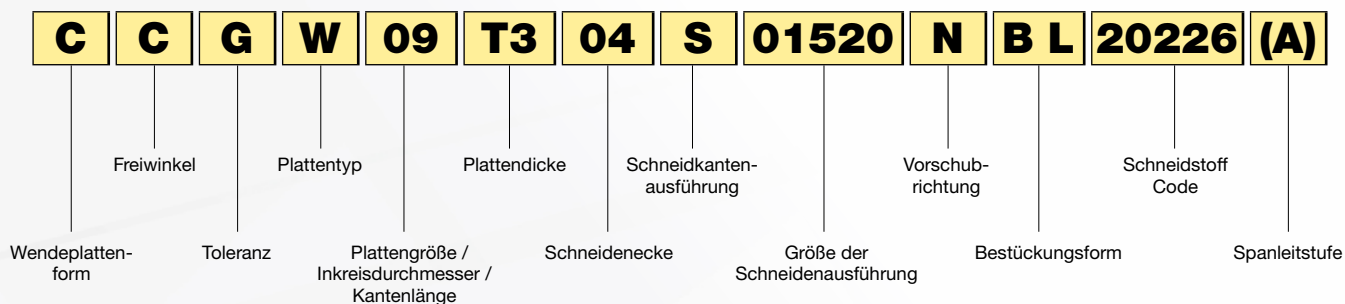 C C G W 09 T3 04 S 01520 N B L 20226 (A)
Freiwinkel
Plattentyp
Plattendicke
Schneidkanten-
ausführung
Vorschub-
richtung
Schneidstoff
Code
Wendeplatten-
form
Toleranz
Plattengröße /
Inkreisdurchmesser /
Kantenlänge
Schneidenecke
Größe der
Schneidenausführung
Bestückungsform
Spanleitstufe